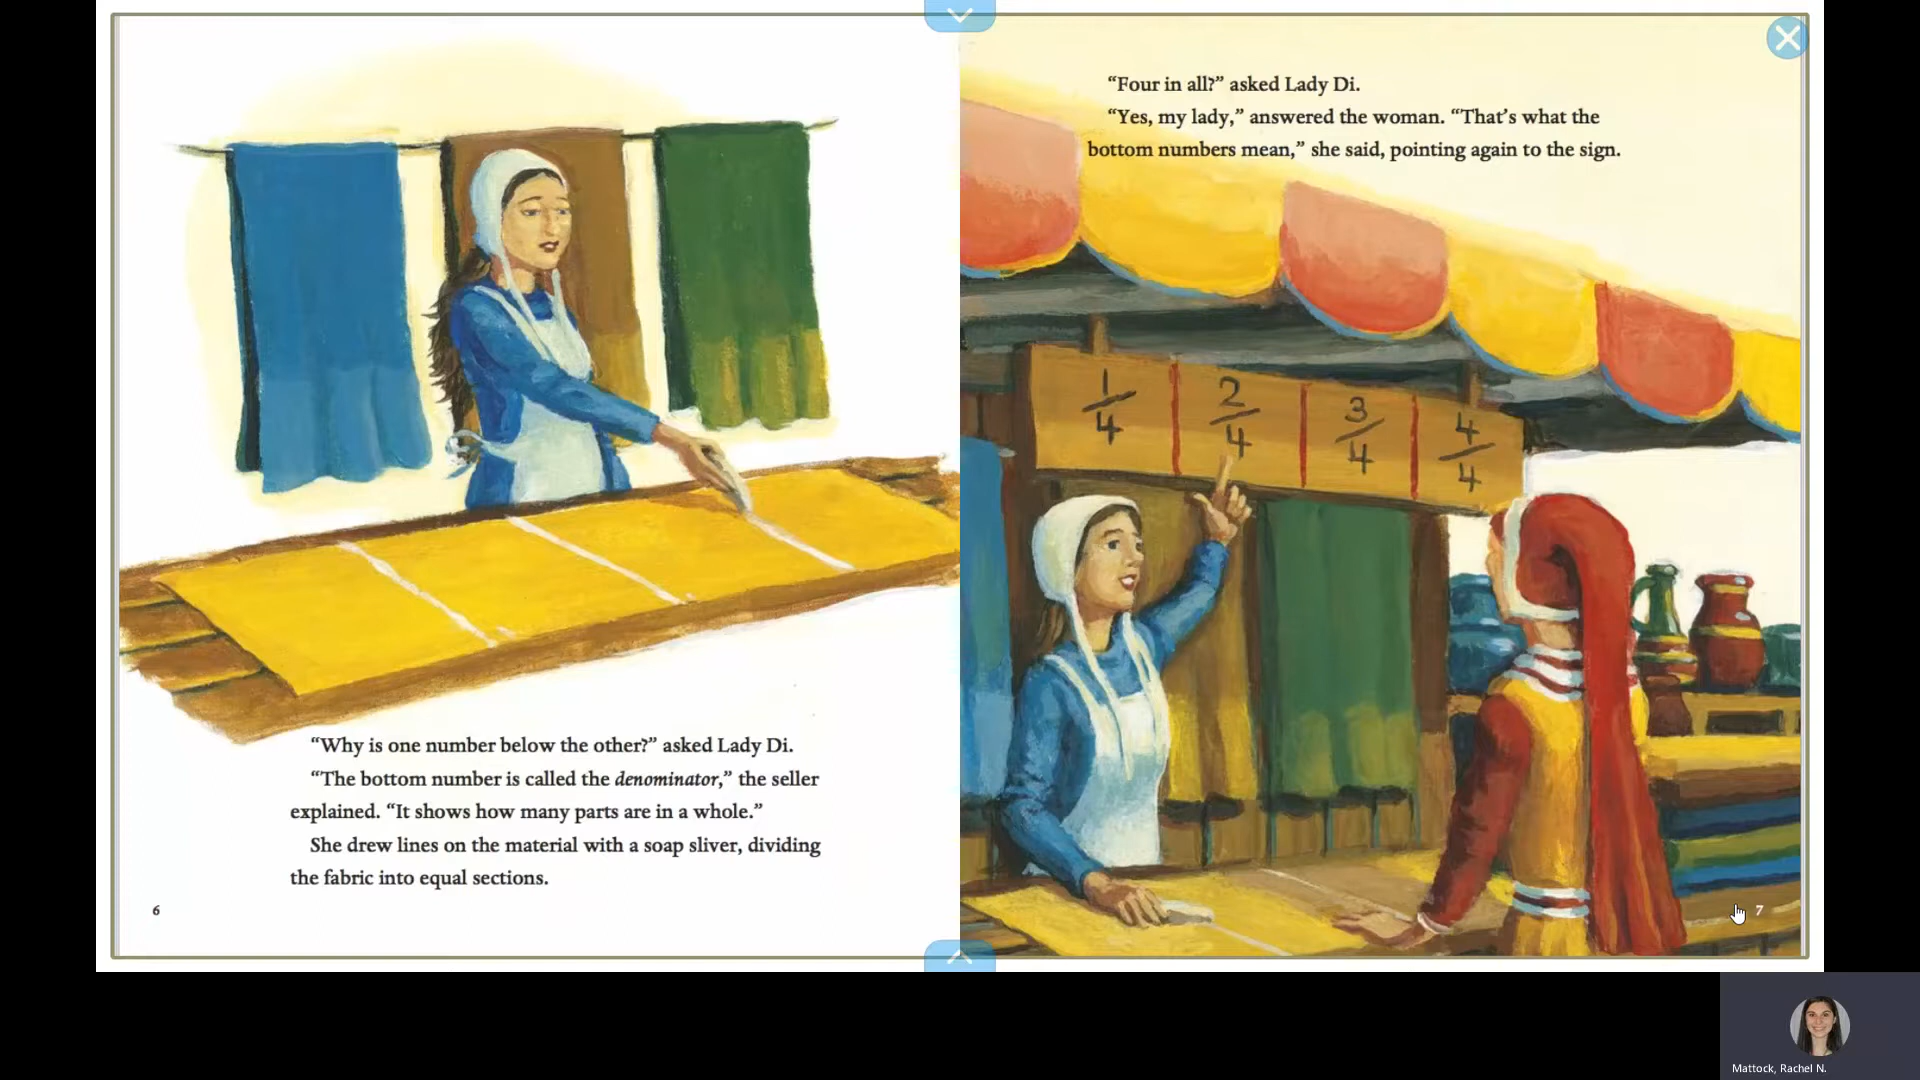 “Why is one number below the other?” asked Lady Di.
“The bottom number is called the denominator,” the seller
explained. “It shows how many parts are in a whole.”
She drew lines on the material with a soap sliver, dividing
the fabric into equal sections.
6
“Four in all?” asked Lady Di.
“Yes, my lady,” answered the woman. “That’s what the
bottom numbers mean,” she said, pointing again to the sign.
1/4 2/4 3/4 4/4
7
Mattock, Rachel N.